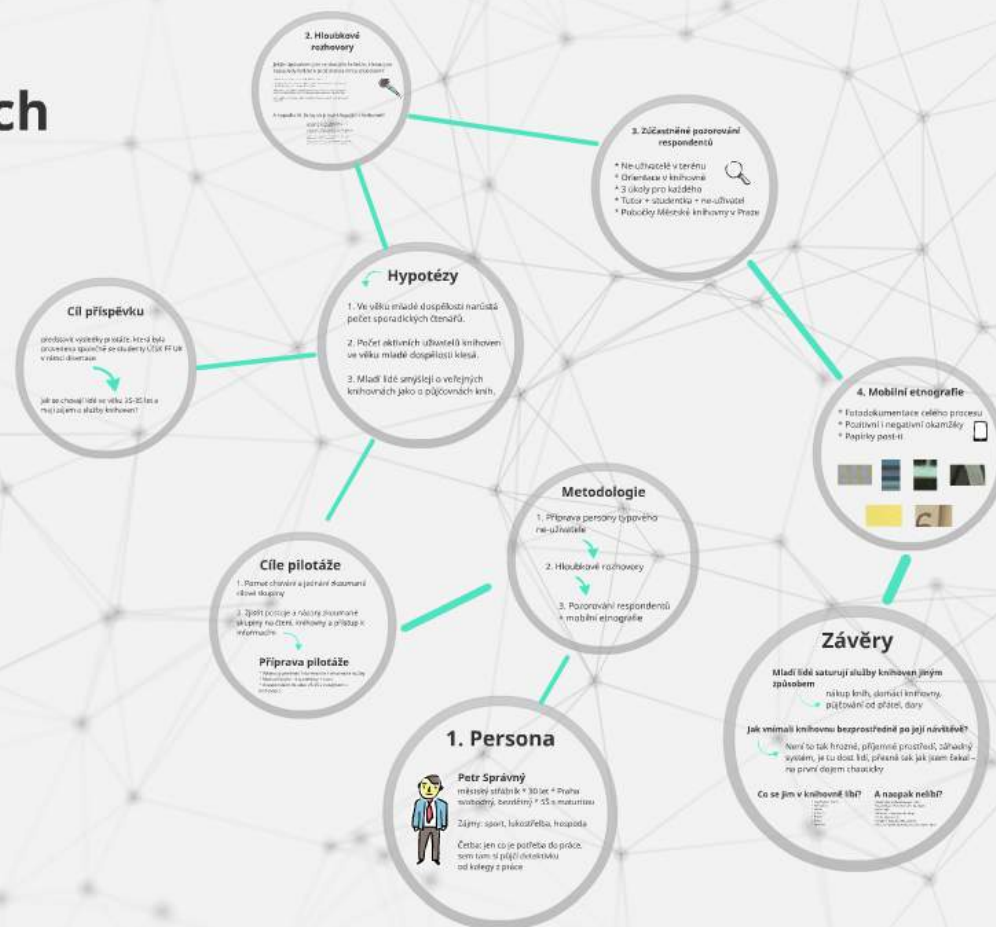 ch
Cíl příspěvku
představit výsledky pilotáže, která byla
provedena společně se studenty ÚISK FF UK
v rámci disertace
jak se chovají lidé ve věku 25-35 let a
mají zájem o služby knihoven?
Hypotézy
1. Ve věku mladé dospělosti narůstá
počet sporadických čtenářů.
2. Počet aktivních uživatelů knihoven
ve věku mladé dospělosti klesá.
3. Mladí lidé smýšlejí o veřejných
knihovnách jako o půjčovnách knih.
Cíle pilotáže
1. Poznat chování a jednání zkoumané
cílové skupiny
2. Zjistit postoje a názory zkoumané
skupiny na čtení, knihovny a přístup k
informacím
Příprava pilotáže
Metodologie
1. Příprava persony typového
ne-uživatele
2. Hloubkové rozhovory
3. Pozorování respondentů
+ mobilní etnografie
1. Persona
Petr Správný
městský strážník * 30 let * Praha
svobodný, bezdětný * SŠ s maturitou
Zájmy: sport, lukostřelba, hospoda
Četba: jen co je potřeba do práce,
sem tam si půjčí detektivku
od kolegy z práce
2. Hloubkové
rozhovory
3. Zúčastněné pozorování
respondentů
* Ne-uživatelé v terénu
* Orientace v knihovně
* 3 úkoly pro každého
* Tutor + studentka + ne-uživatel
* Pobočky Městské knihovny v Praze
4. Mobilní etnografie
* Fotodokumentace celého procesu
* Pozitivní i negativní okamžiky
* Papírky post-it
Závěry
Mladí lidé saturují služby knihoven jiným
způsobem
nákup knih, domácí knihovny,
půjčování od přátel, dary
Jak vnímali knihovnu bezprostředně po její návštěvě?
Není to tak hrozné, příjemné prostředí, záhadný
systém, je tu dost lidí, přesně tak jak jsem čekal –
na první dojem chaoticky
Co se jim v knihovně líbí? A naopak nelíbí?